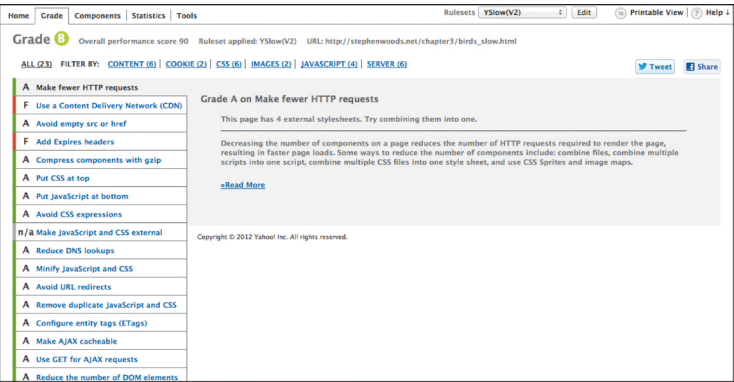 Home Grade Components Statistics Tools Rulesets YSlow(V2) Edit Printable View ? Help ↓
Grade B Overall performance score 90 Ruleset applied: YSlow(V2) URL: http://stephenwoods.net/chapter3/birds_slow.html
ALL (23) FILTER BY: CONTENT (6) | COOKIE (2) | CSS (6) | IMAGES (2) | JAVASCRIPT (4) | SERVER (6) Tweet Share
A Make fewer HTTP requests
F Use a Content Delivery Network (CDN)
A Avoid empty src or href
F Add Expires headers
A Compress components with gzip
A Put CSS at top
A Put JavaScript at bottom
A Avoid CSS expressions
n/a Make JavaScript and CSS external
A Reduce DNS lookups
A Minify JavaScript and CSS
A Avoid URL redirects
A Remove duplicate JavaScript and CSS
A Configure entity tags (ETags)
A Make AJAX cacheable
A Use GET for AJAX requests
A Reduce the number of DOM elements
Grade A on Make fewer HTTP requests
This page has 4 external stylesheets. Try combining them into one.
Decreasing the number of components on a page reduces the number of HTTP requests required to render the page,
resulting in faster page loads. Some ways to reduce the number of components include: combine files, combine multiple
scripts into one script, combine multiple CSS files into one style sheet, and use CSS Sprites and image maps.
»Read More
Copyright © 2012 Yahoo! Inc. All rights reserved.